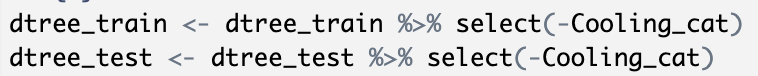 dtree_train <- dtree_train %>% select(-Cooling_cat)
dtree_test <- dtree_test %>% select(-Cooling_cat)